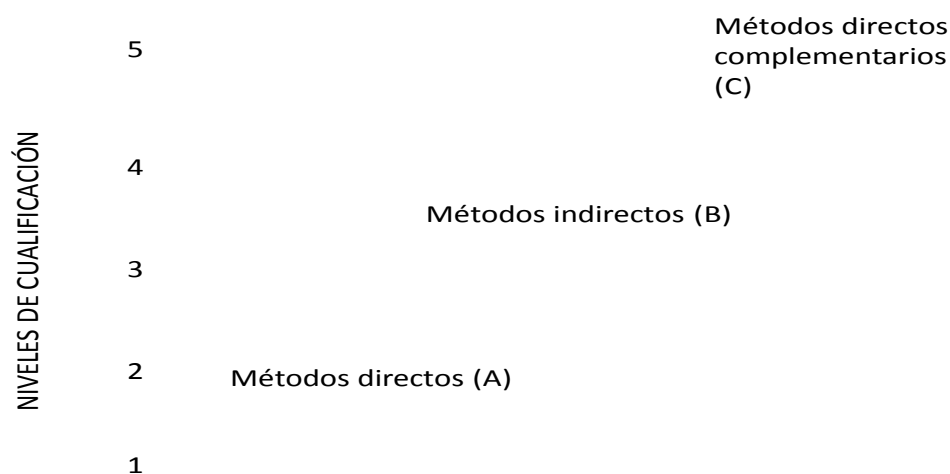 Métodos directos
complementarios
(C)
5
4
Métodos indirectos (B)
3
2
Métodos directos (A)
1
NIVELES DE CUALIFICACIÓN